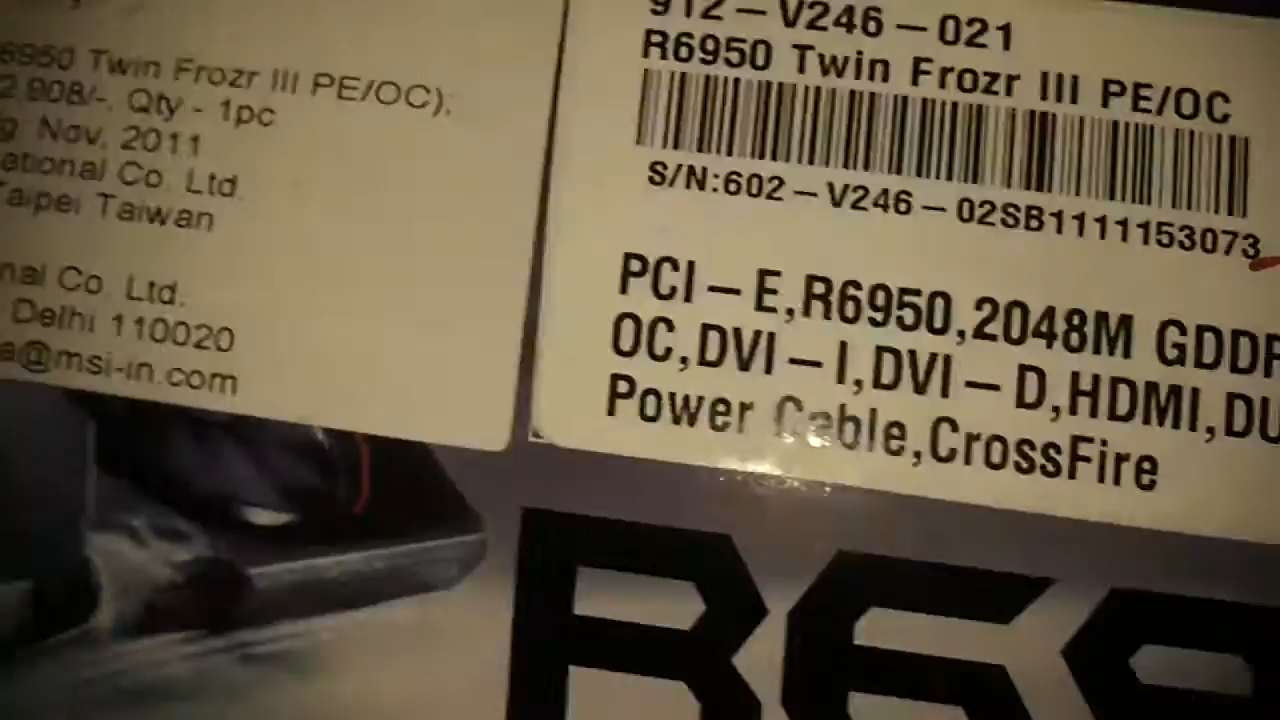 6950 Twin Frozr III PE/OC);
2,908/-, Qty - 1pc
Nov, 2011
ational Co. Ltd.
Taipei Taiwan
nal Co. Ltd.
Delhi 110020
a@msi-in.com
912-V246-021
R6950 Twin Frozr III PE/OC
S/N:602-V246-02SB1111153073
PCI-E,R6950,2048M GDDR
OC,DVI-I,DVI-D,HDMI,DU
Power Cable,CrossFire
R69